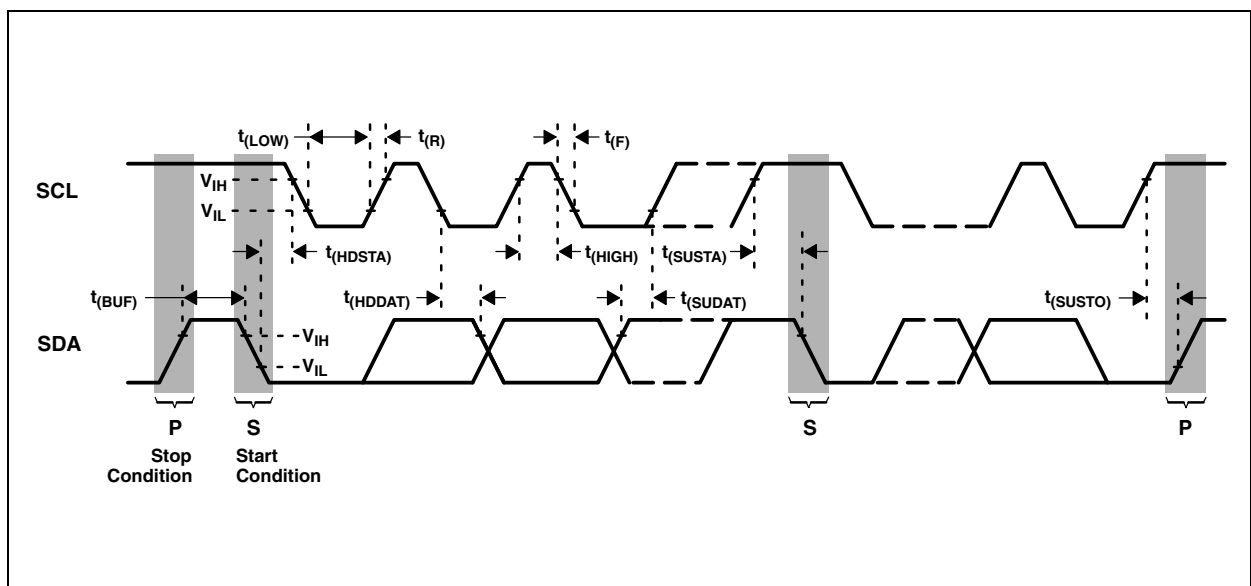 t(LOW)
t(R)
t(F)
SCL
VIH
VIL
t(HDSTA)
t(HIGH)
t(SUSTA)
t(BUF)
t(HDDAT)
t(SUDAT)
t(SUSTO)
SDA
VIH
VIL
P
S
S
P
Stop
Condition
Start
Condition